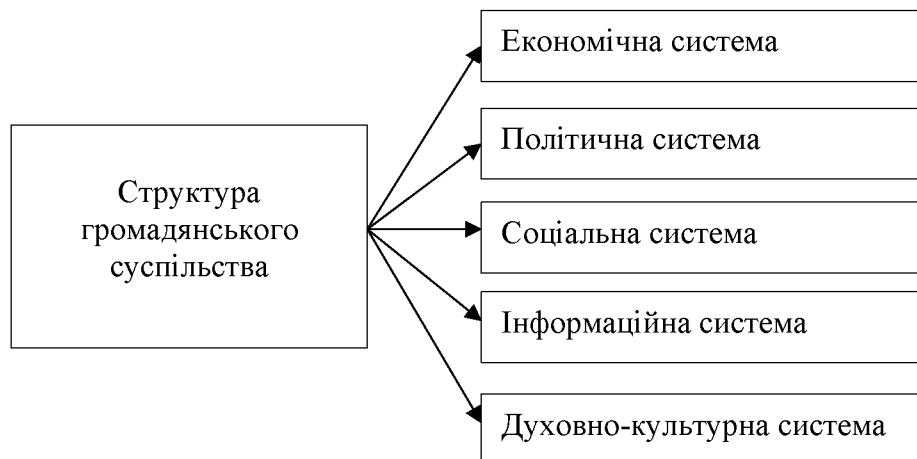 Структура
громадянського
суспільства
Економічна система
Політична система
Соціальна система
Інформаційна система
Духовно-культурна система